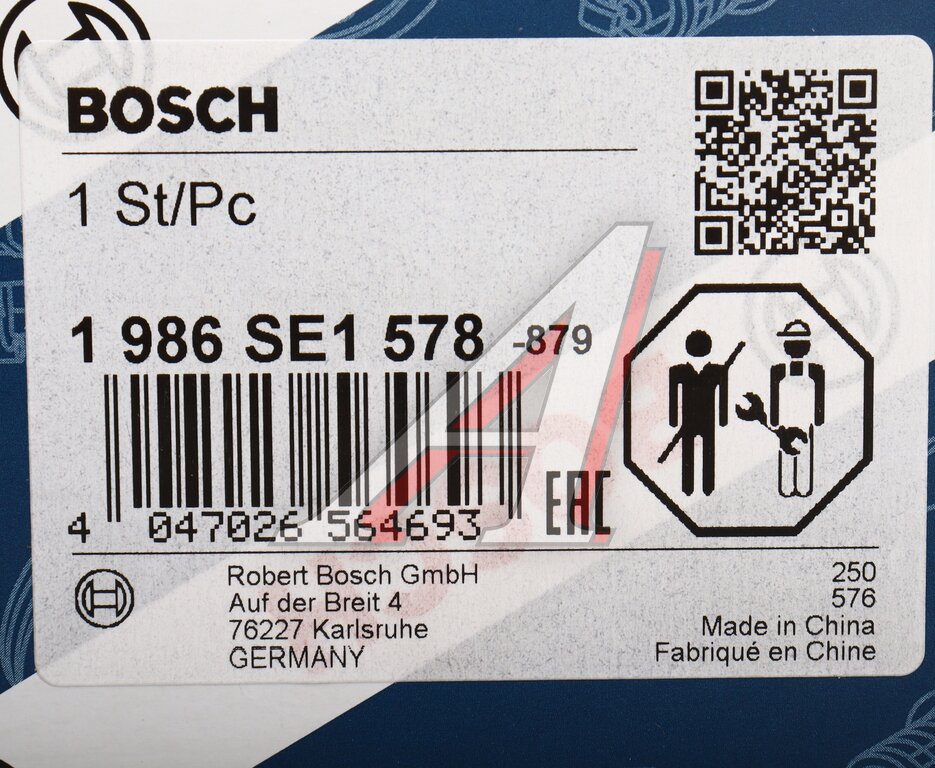 BOSCH
1 St/Pc
1 986 SE1 578 -879
4 047026 564693
EAC
Robert Bosch GmbH
Auf der Breit 4
76227 Karlsruhe
GERMANY
250
576
Made in China
Fabriqué en Chine